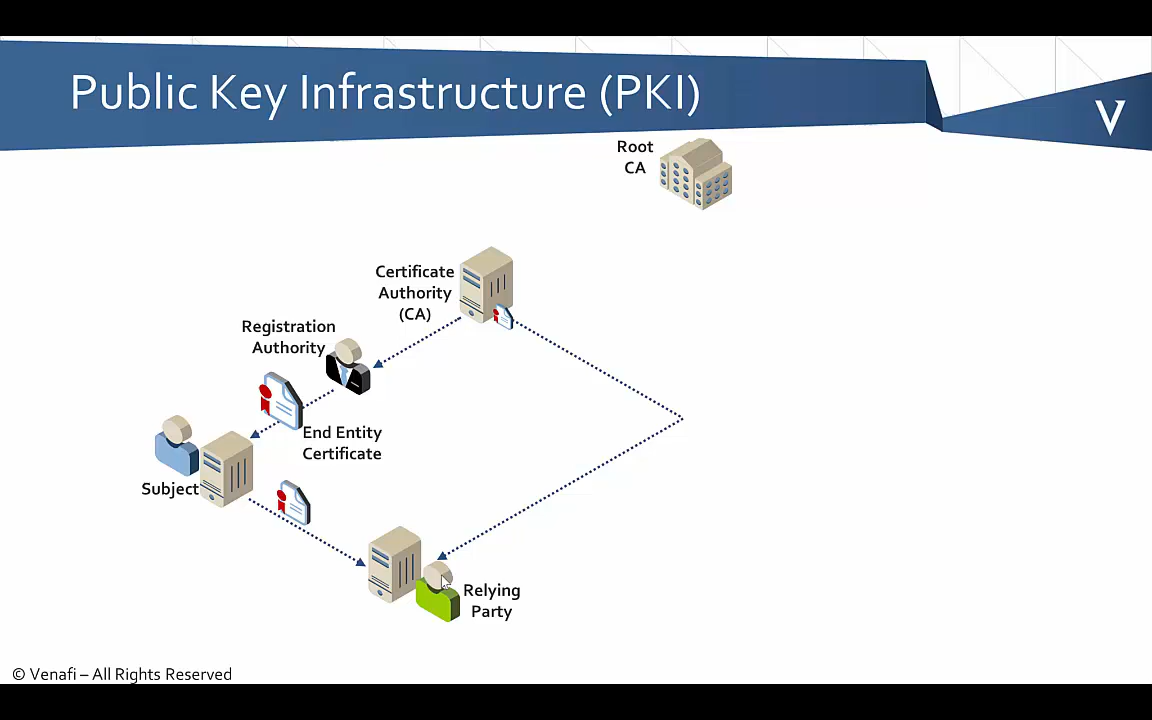 Public Key Infrastructure (PKI)
V
Root
CA
Certificate
Authority
(CA)
Registration
Authority
End Entity
Certificate
Subject
Relying
Party
© Venafi – All Rights Reserved